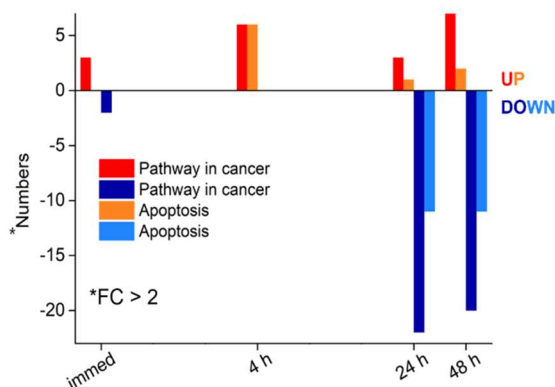 5
0
-5
-10
-15
-20
*Numbers
UP
DOWN
Pathway in cancer
Pathway in cancer
Apoptosis
Apoptosis
*FC > 2
immed
4 h
24 h
48 h